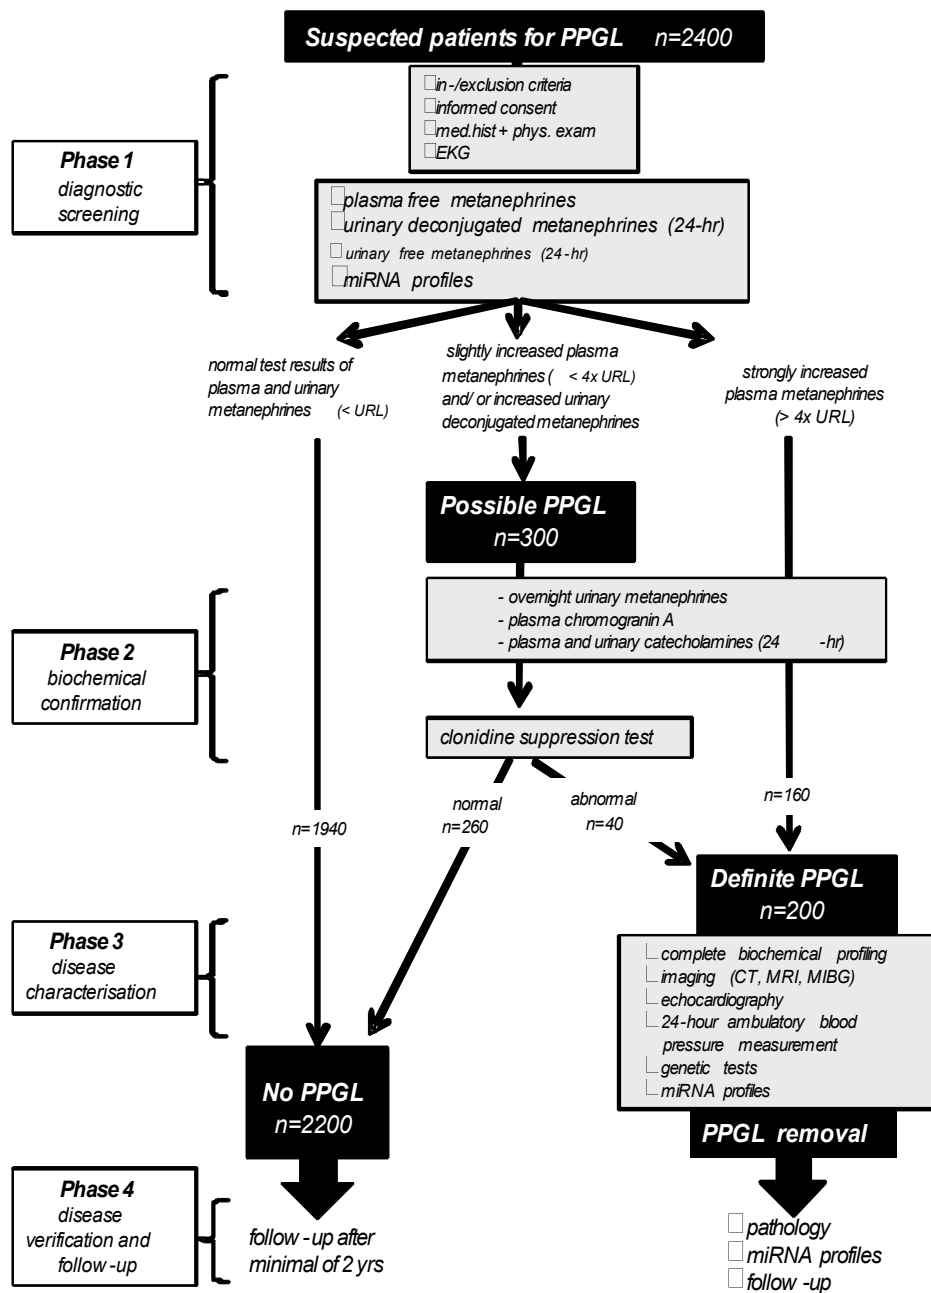 Suspected patients for PPGL n=2400
in-/exclusion criteria
informed consent
med.hist + phys. exam
EKG
Phase 1
diagnostic
screening
plasma free metanephrines
urinary deconjugated metanephrines (24-hr)
urinary free metanephrines (24-hr)
miRNA profiles
normal test results of
plasma and urinary
metanephrines (< URL)
slightly increased plasma
metanephrines ( < 4x URL)
and/ or increased urinary
deconjugated metanephrines
strongly increased
plasma metanephrines
(> 4x URL)
Possible PPGL
n=300
Phase 2
biochemical
confirmation
- overnight urinary metanephrines
- plasma chromogranin A
- plasma and urinary catecholamines (24 -hr)
clonidine suppression test
n=1940
normal
n=260
abnormal
n=40
n=160
Definite PPGL
n=200
Phase 3
disease
characterisation
complete biochemical profiling
imaging (CT, MRI, MIBG)
echocardiography
24-hour ambulatory blood
pressure measurement
genetic tests
miRNA profiles
No PPGL
n=2200
PPGL removal
Phase 4
disease
verification and
follow -up
follow -up after
minimal of 2 yrs
pathology
miRNA profiles
follow -up